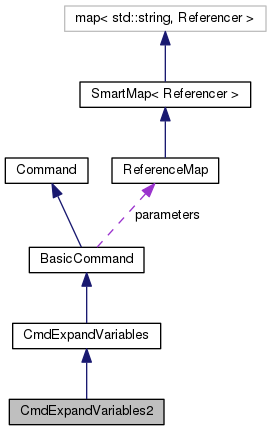 map< std::string, Referencer >
SmartMap< Referencer >
Command
ReferenceMap
parameters
BasicCommand
CmdExpandVariables
CmdExpandVariables2